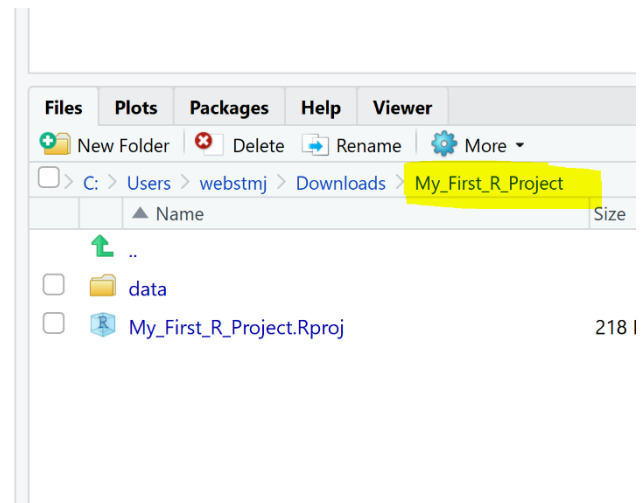 Files Plots Packages Help Viewer
New Folder Delete Rename More
C: > Users > webstmj > Downloads > My_First_R_Project
Name Size
..
data
My_First_R_Project.Rproj 218